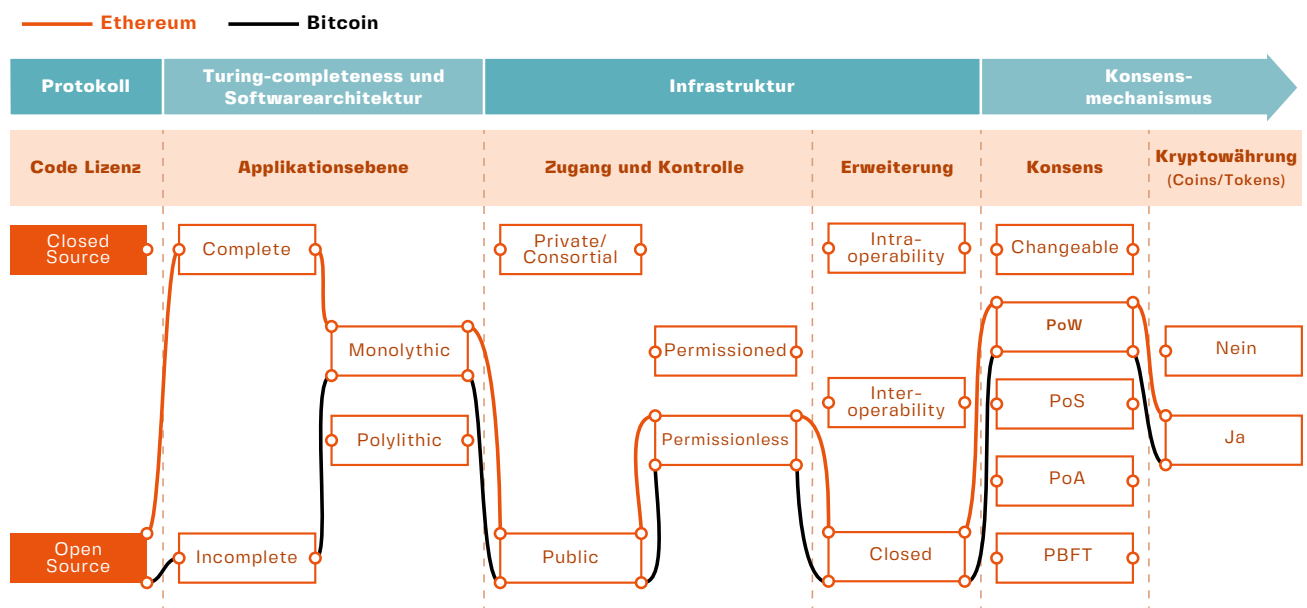 Ethereum
Bitcoin
Protokoll
Turing-completeness und
Softwarearchitektur
Infrastruktur
Konsens-
mechanismus
Code Lizenz
Applikationsebene
Zugang und Kontrolle
Erweiterung
Konsens
Kryptowährung
(Coins/Tokens)
Closed
Source
Complete
Private/
Consortial
Intra-
operability
Changeable
Monolythic
Permissioned
PoW
Nein
Polylithic
Permissionless
Inter-
operability
PoS
Ja
PoA
Open
Source
Incomplete
Public
Closed
PBFT